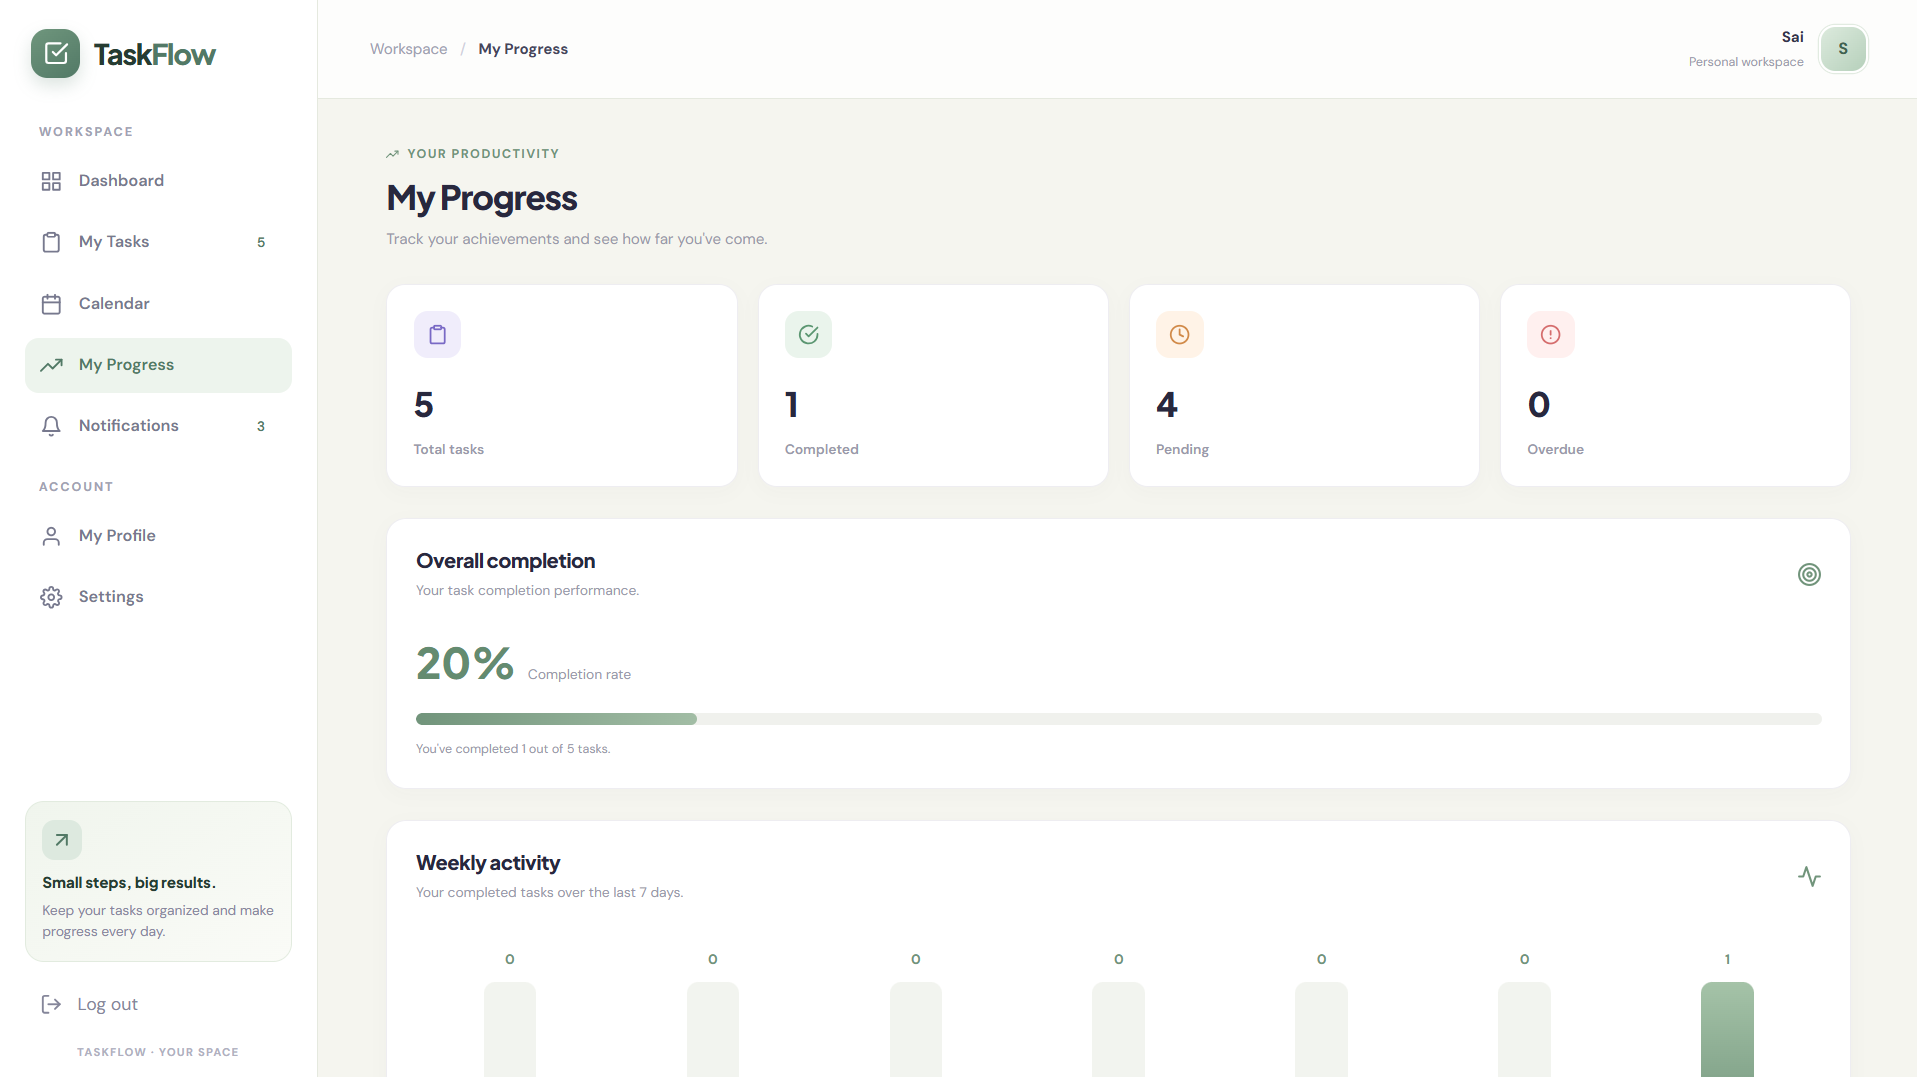 TaskFlow
WORKSPACE
Dashboard
My Tasks 5
Calendar
My Progress
Notifications 3
ACCOUNT
My Profile
Settings
Small steps, big results.
Keep your tasks organized and make
progress every day.
Log out
TASKFLOW · YOUR SPACE
Workspace / My Progress
Sai
Personal workspace
S
YOUR PRODUCTIVITY
My Progress
Track your achievements and see how far you've come.
5
Total tasks
1
Completed
4
Pending
0
Overdue
Overall completion
Your task completion performance.
20% Completion rate
You've completed 1 out of 5 tasks.
Weekly activity
Your completed tasks over the last 7 days.
0 0 0 0 0 0 1